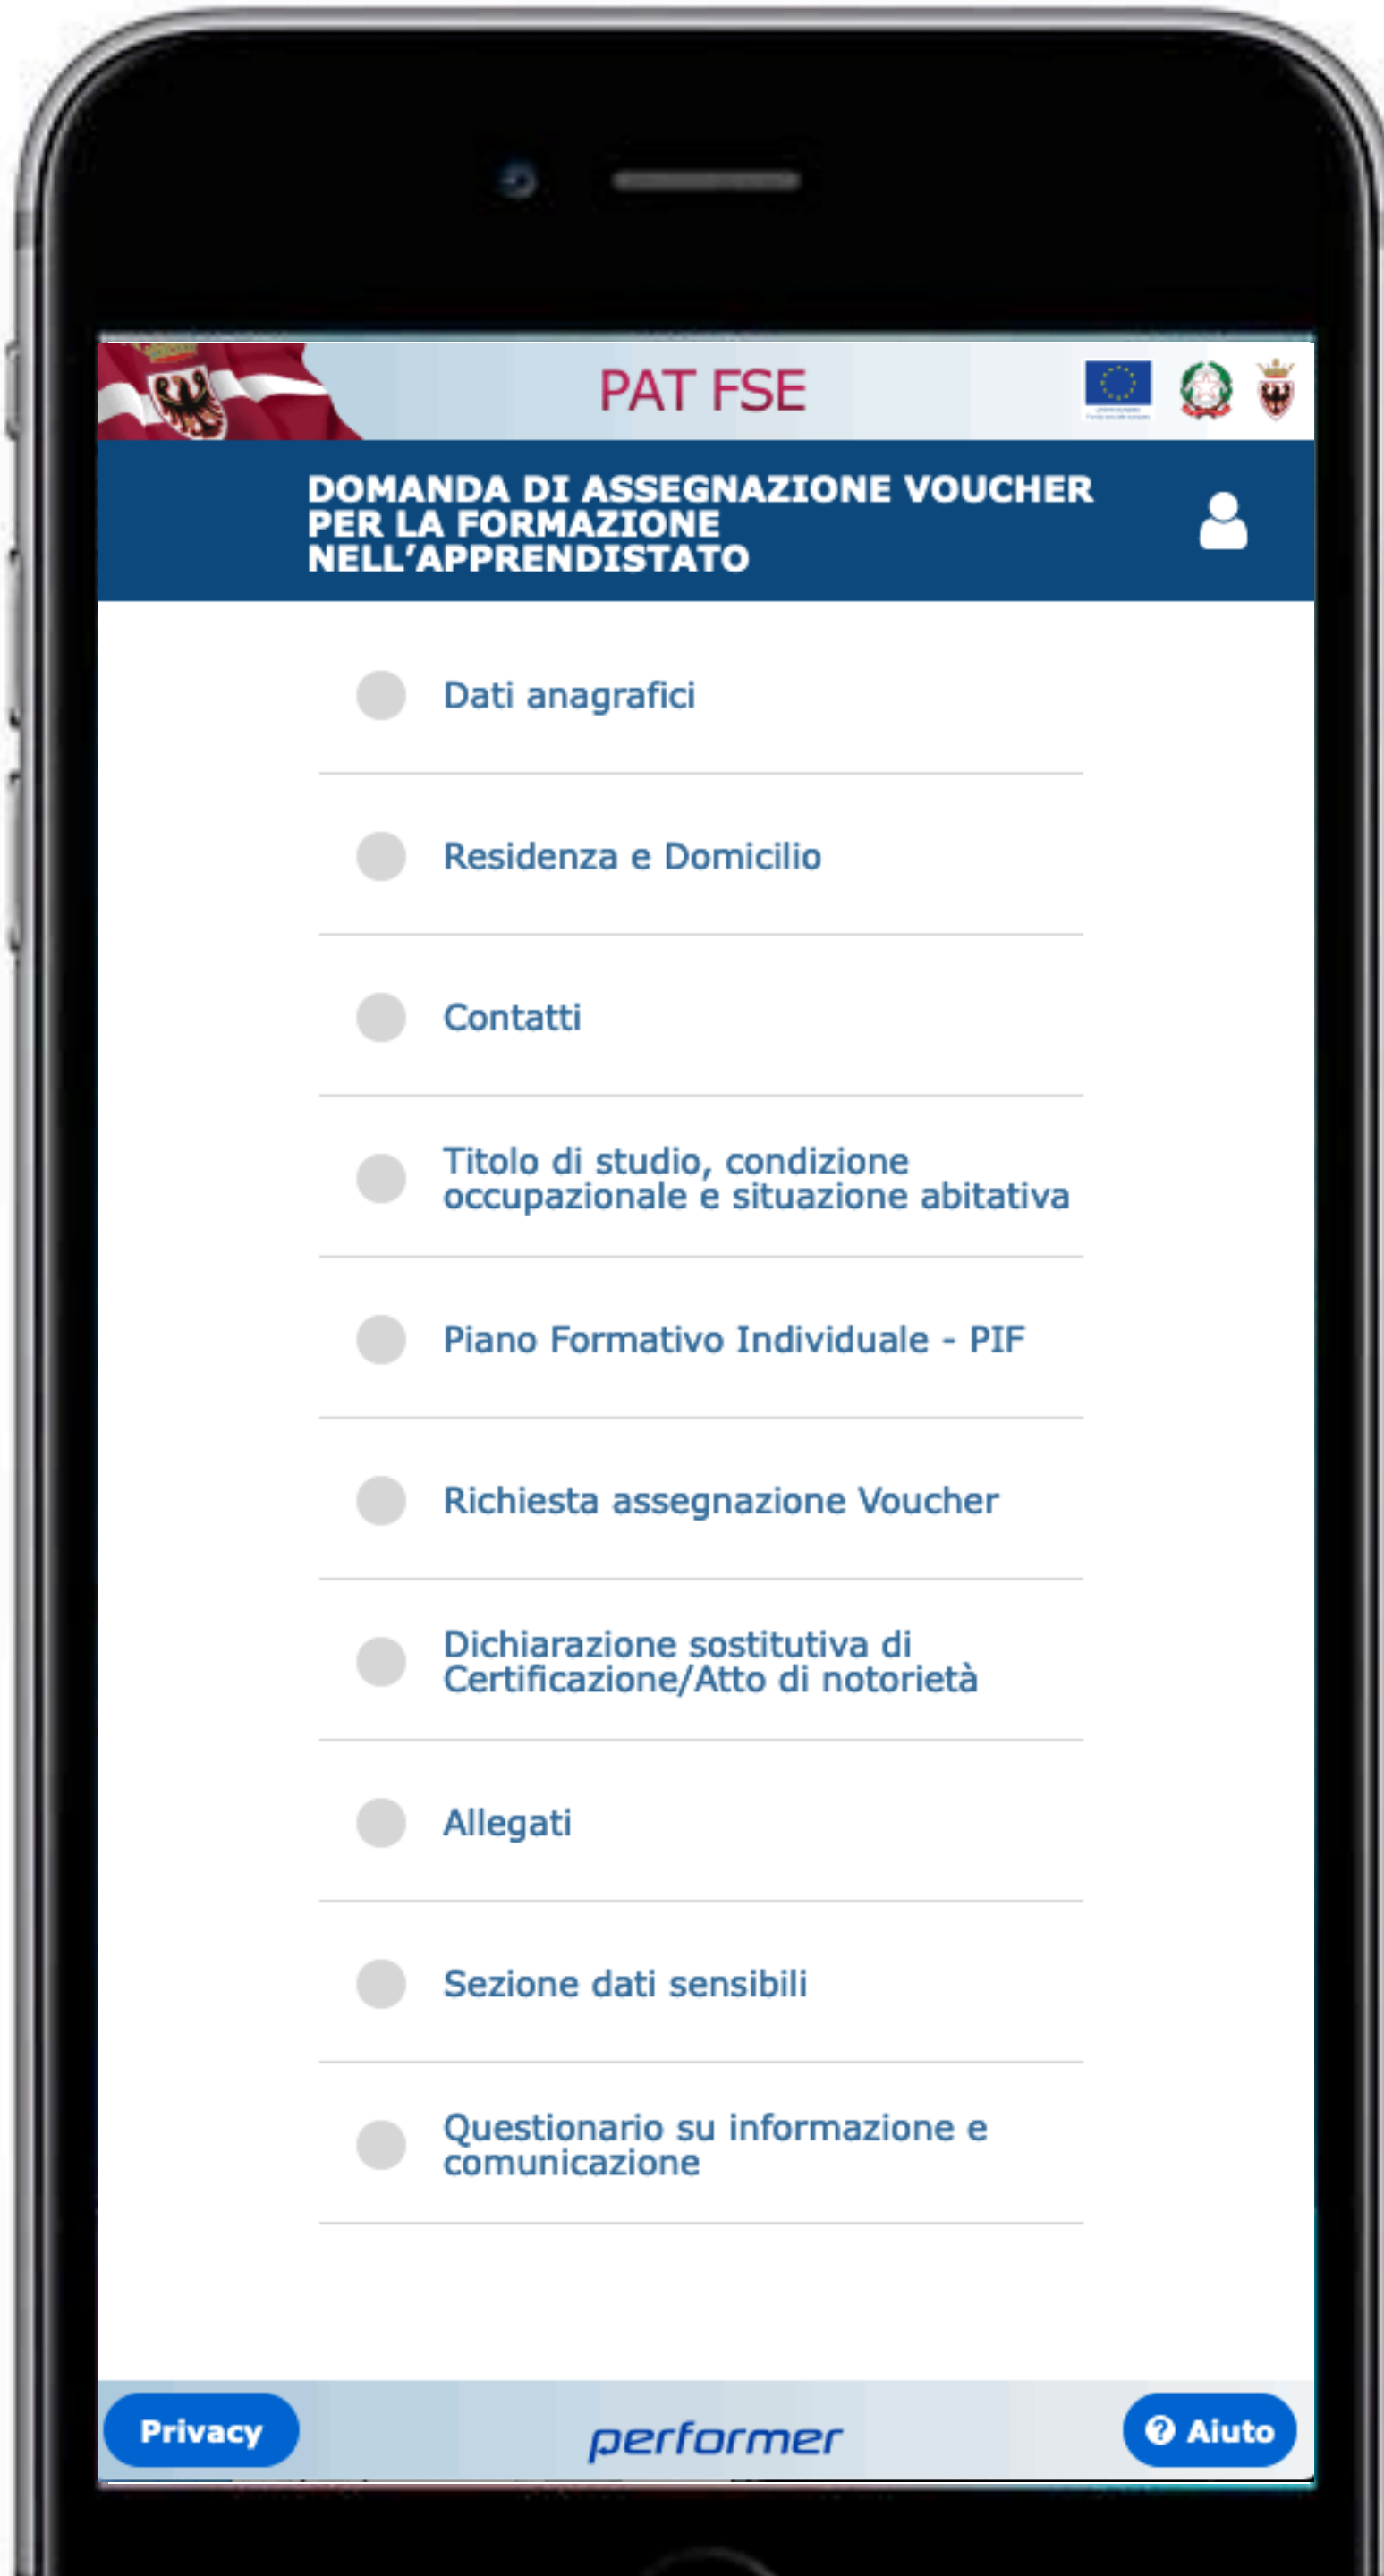 PAT FSE
DOMANDA DI ASSEGNAZIONE VOUCHER
PER LA FORMAZIONE
NELL'APPRENDISTATO
Dati anagrafici
Residenza e Domicilio
Contatti
Titolo di studio, condizione
occupazionale e situazione abitativa
Piano Formativo Individuale - PIF
Richiesta assegnazione Voucher
Dichiarazione sostitutiva di
Certificazione/Atto di notorietà
Allegati
Sezione dati sensibili
Questionario su informazione e
comunicazione
Privacy
performer
Aiuto